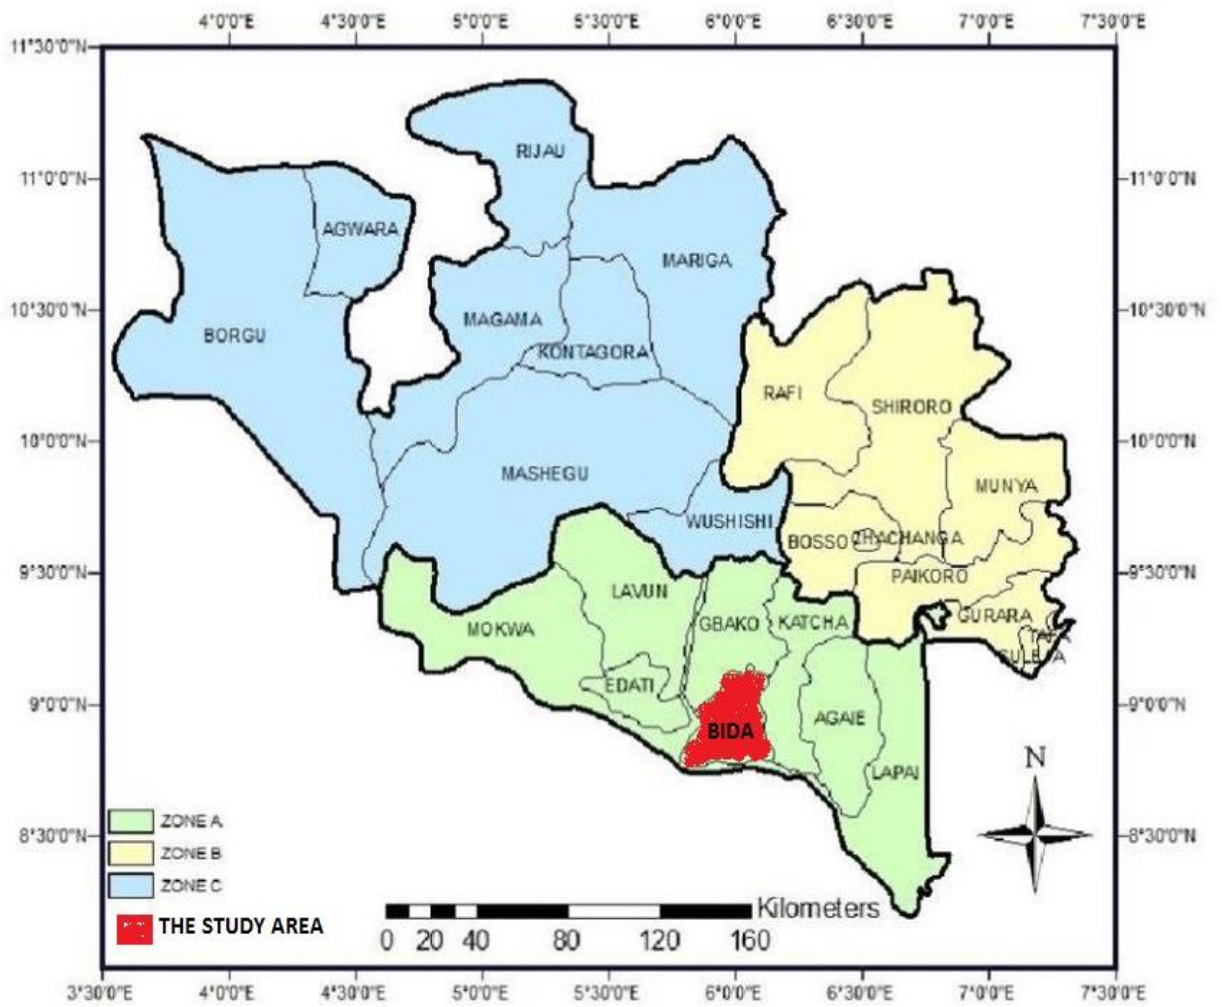 4°0'0"E 4°30'0"E 5°0'0"E 5°30'0"E 6°0'0"E 6°30'0"E 7°0'0"E 7°30'0"E
11°30'0"N
RIJAU
11°0'0"N 11°0'0"N
AGWARA
MARIGA
10°30'0"N 10°30'0"N
MAGAMA
BORGU
KONTAGORA
RAFI
SHIRORO
10°0'0"N 10°0'0"N
MASHEGU
MUNYA
WUSHISHI
BOSSO CHACHANGA
9°30'0"N 9°30'0"N
PAIKORO
LAVUN
GURARA
MOKWA
GBAKO KATCHA
TAFA
SULEJA
EDATI
9°0'0"N 9°0'0"N
AGAIE
BIDA
N
LAPAI
ZONE A
8°30'0"N 8°30'0"N
ZONE B
ZONE C
THE STUDY AREA
Kilometers
0 20 40 80 120 160
3°30'0"E 4°0'0"E 4°30'0"E 5°0'0"E 5°30'0"E 6°0'0"E 6°30'0"E 7°0'0"E 7°30'0"E